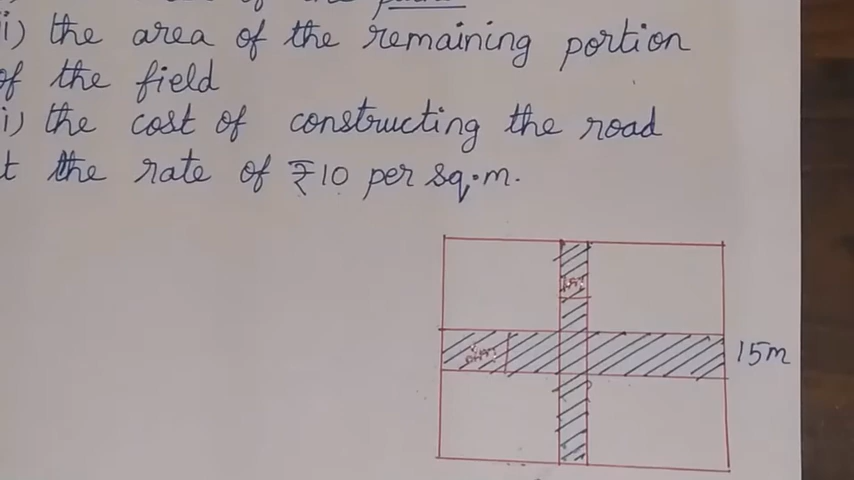 ii) the area of the remaining portion
of the field
i) the cost of constructing the road
t the rate of ₹10 per sq.m.
15m